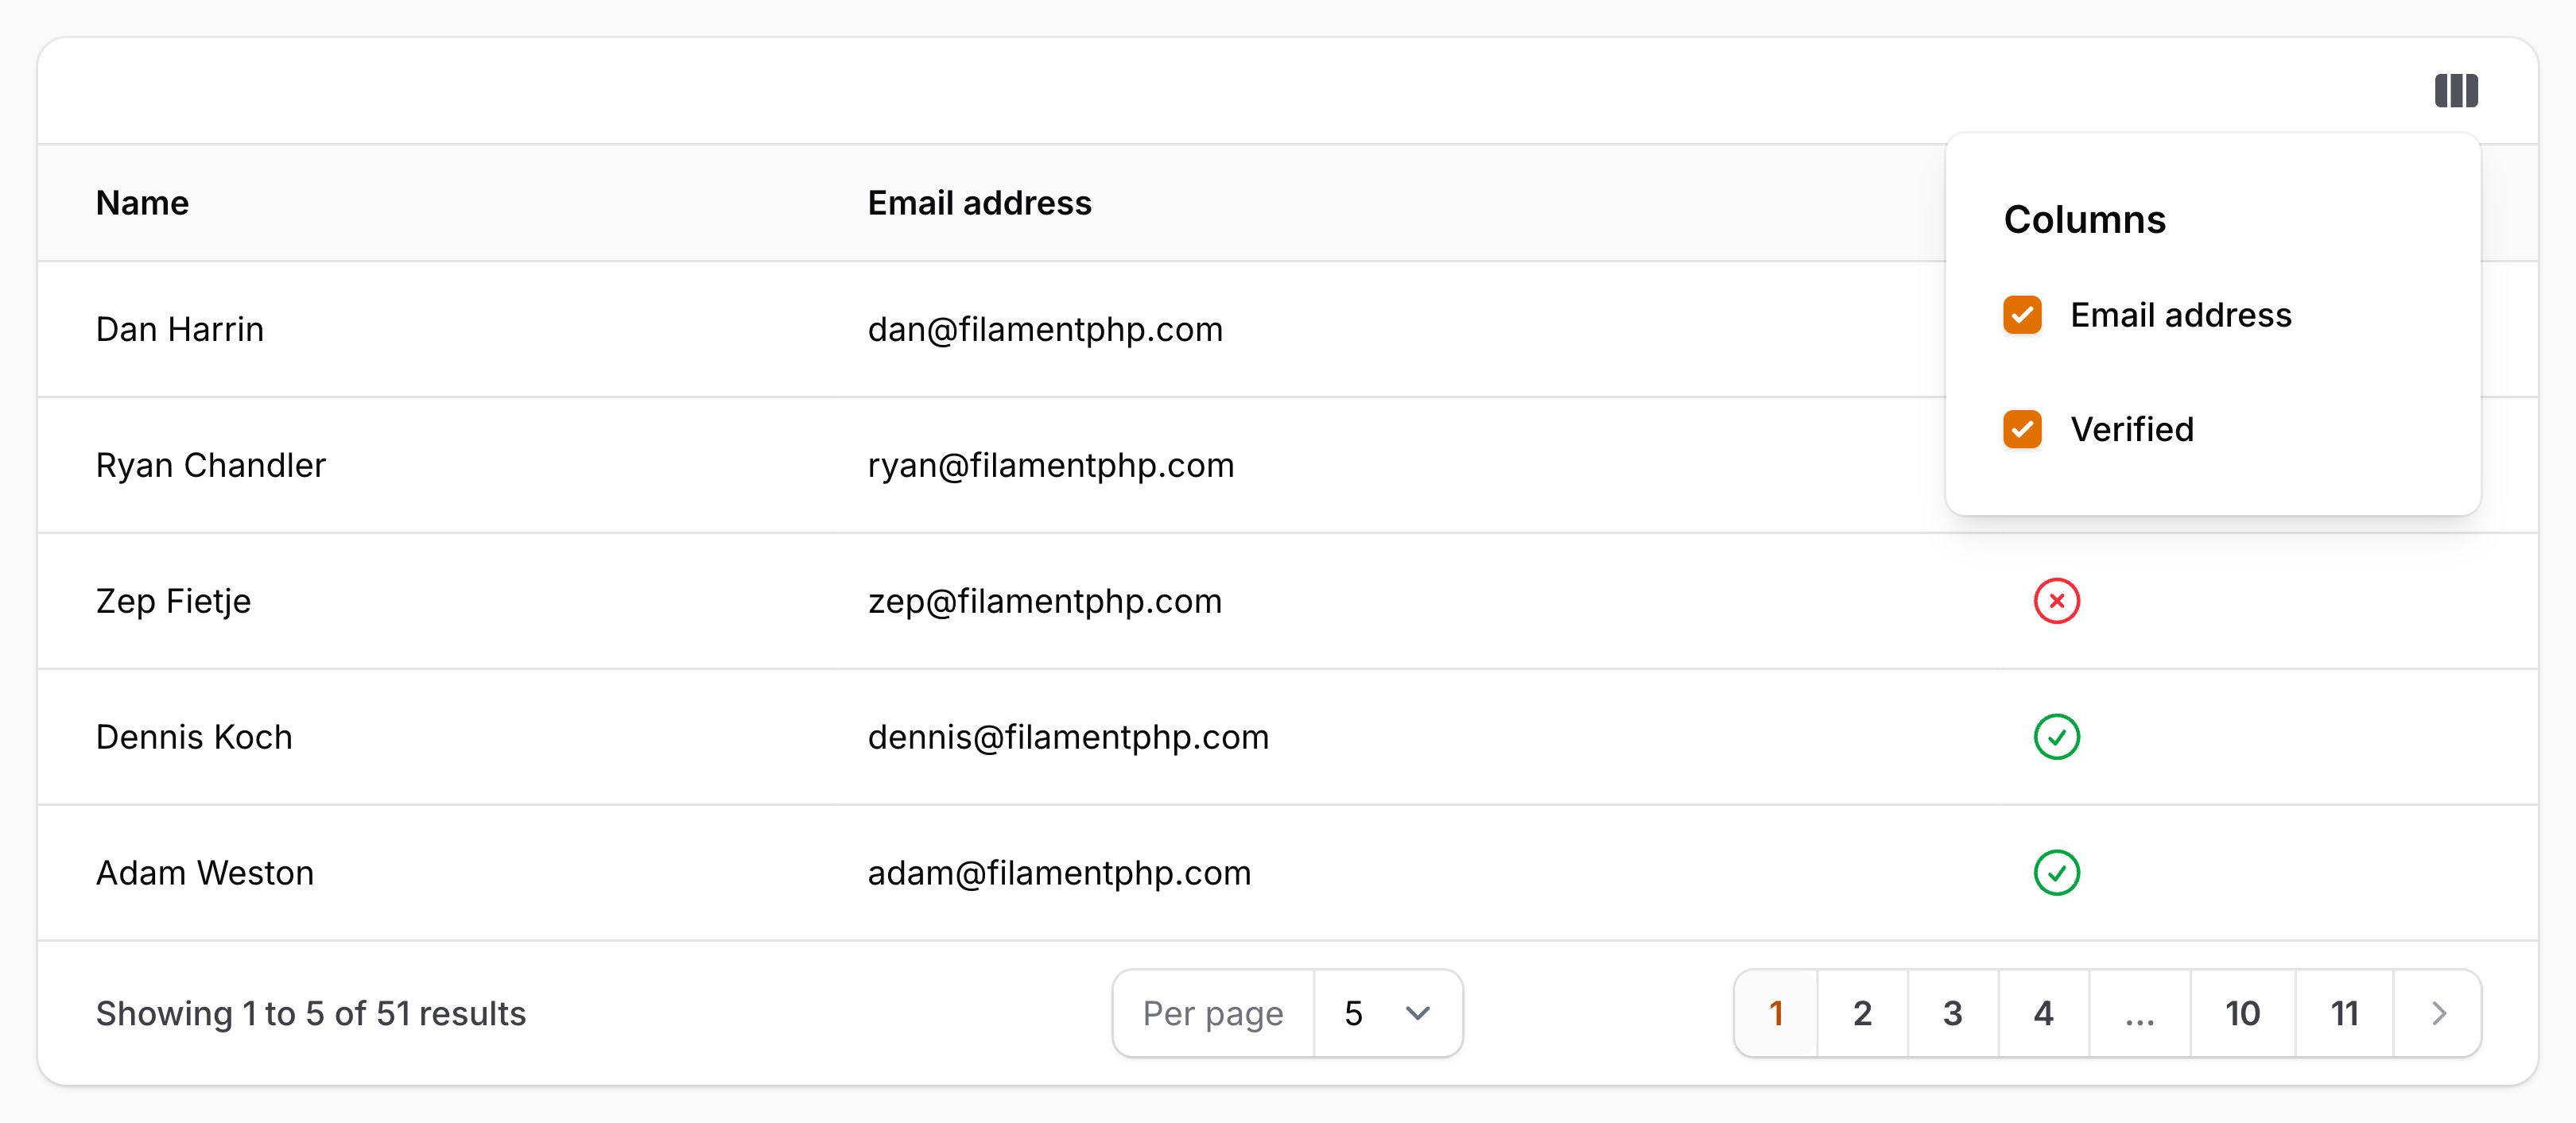 Name Email address
Columns
Email address
Verified
Dan Harrin dan@filamentphp.com
Ryan Chandler ryan@filamentphp.com
Zep Fietje zep@filamentphp.com
Dennis Koch dennis@filamentphp.com
Adam Weston adam@filamentphp.com
Showing 1 to 5 of 51 results Per page 5 1 2 3 4 ... 10 11